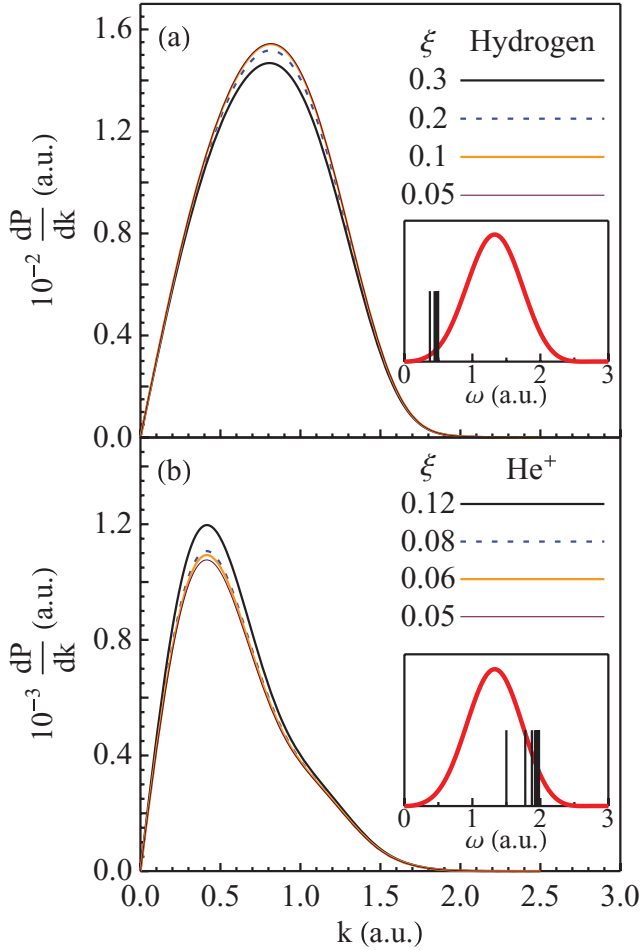 (a)
ξ Hydrogen
0.3
0.2
0.1
0.05
1.6
1.2
0.8
0.4
0.0
10⁻² dP/dk (a.u.)
0 1 2 3
ω (a.u.)
(b)
ξ He⁺
0.12
0.08
0.06
0.05
1.2
0.8
0.4
0.0
10⁻³ dP/dk (a.u.)
0 1 2 3
ω (a.u.)
0.0 0.5 1.0 1.5 2.0 2.5 3.0
k (a.u.)